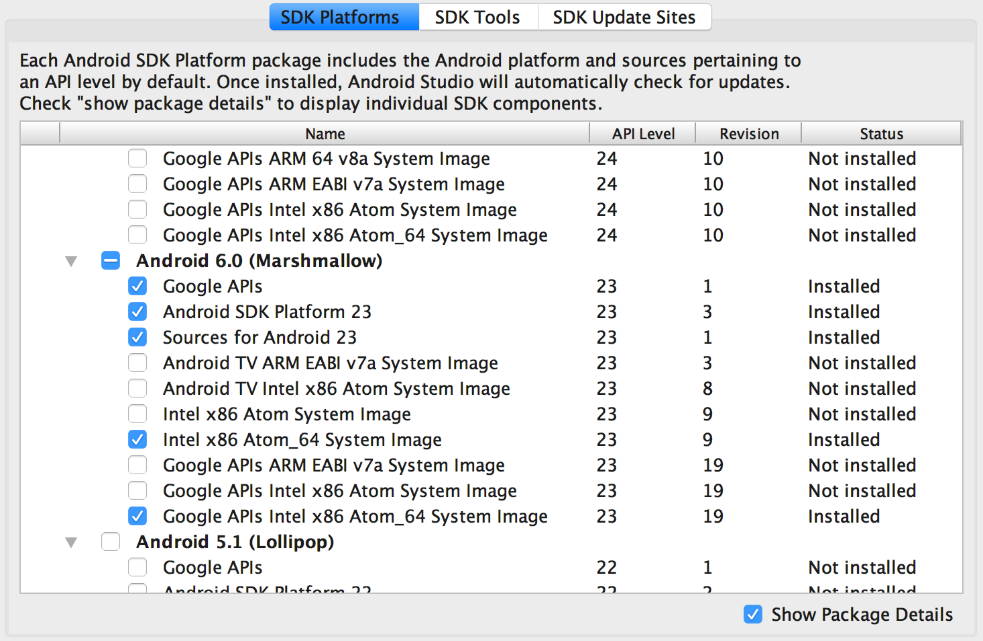 SDK Platforms SDK Tools SDK Update Sites
Each Android SDK Platform package includes the Android platform and sources pertaining to
an API level by default. Once installed, Android Studio will automatically check for updates.
Check "show package details" to display individual SDK components.
Name API Level Revision Status
Google APIs ARM 64 v8a System Image 24 10 Not installed
Google APIs ARM EABI v7a System Image 24 10 Not installed
Google APIs Intel x86 Atom System Image 24 10 Not installed
Google APIs Intel x86 Atom_64 System Image 24 10 Not installed
Android 6.0 (Marshmallow)
Google APIs 23 1 Installed
Android SDK Platform 23 23 3 Installed
Sources for Android 23 23 1 Installed
Android TV ARM EABI v7a System Image 23 3 Not installed
Android TV Intel x86 Atom System Image 23 8 Not installed
Intel x86 Atom System Image 23 9 Not installed
Intel x86 Atom_64 System Image 23 9 Installed
Google APIs ARM EABI v7a System Image 23 19 Not installed
Google APIs Intel x86 Atom System Image 23 19 Not installed
Google APIs Intel x86 Atom_64 System Image 23 19 Installed
Android 5.1 (Lollipop)
Google APIs 22 1 Not installed
Android SDK Platform 22 22 2 Not installed
Show Package Details